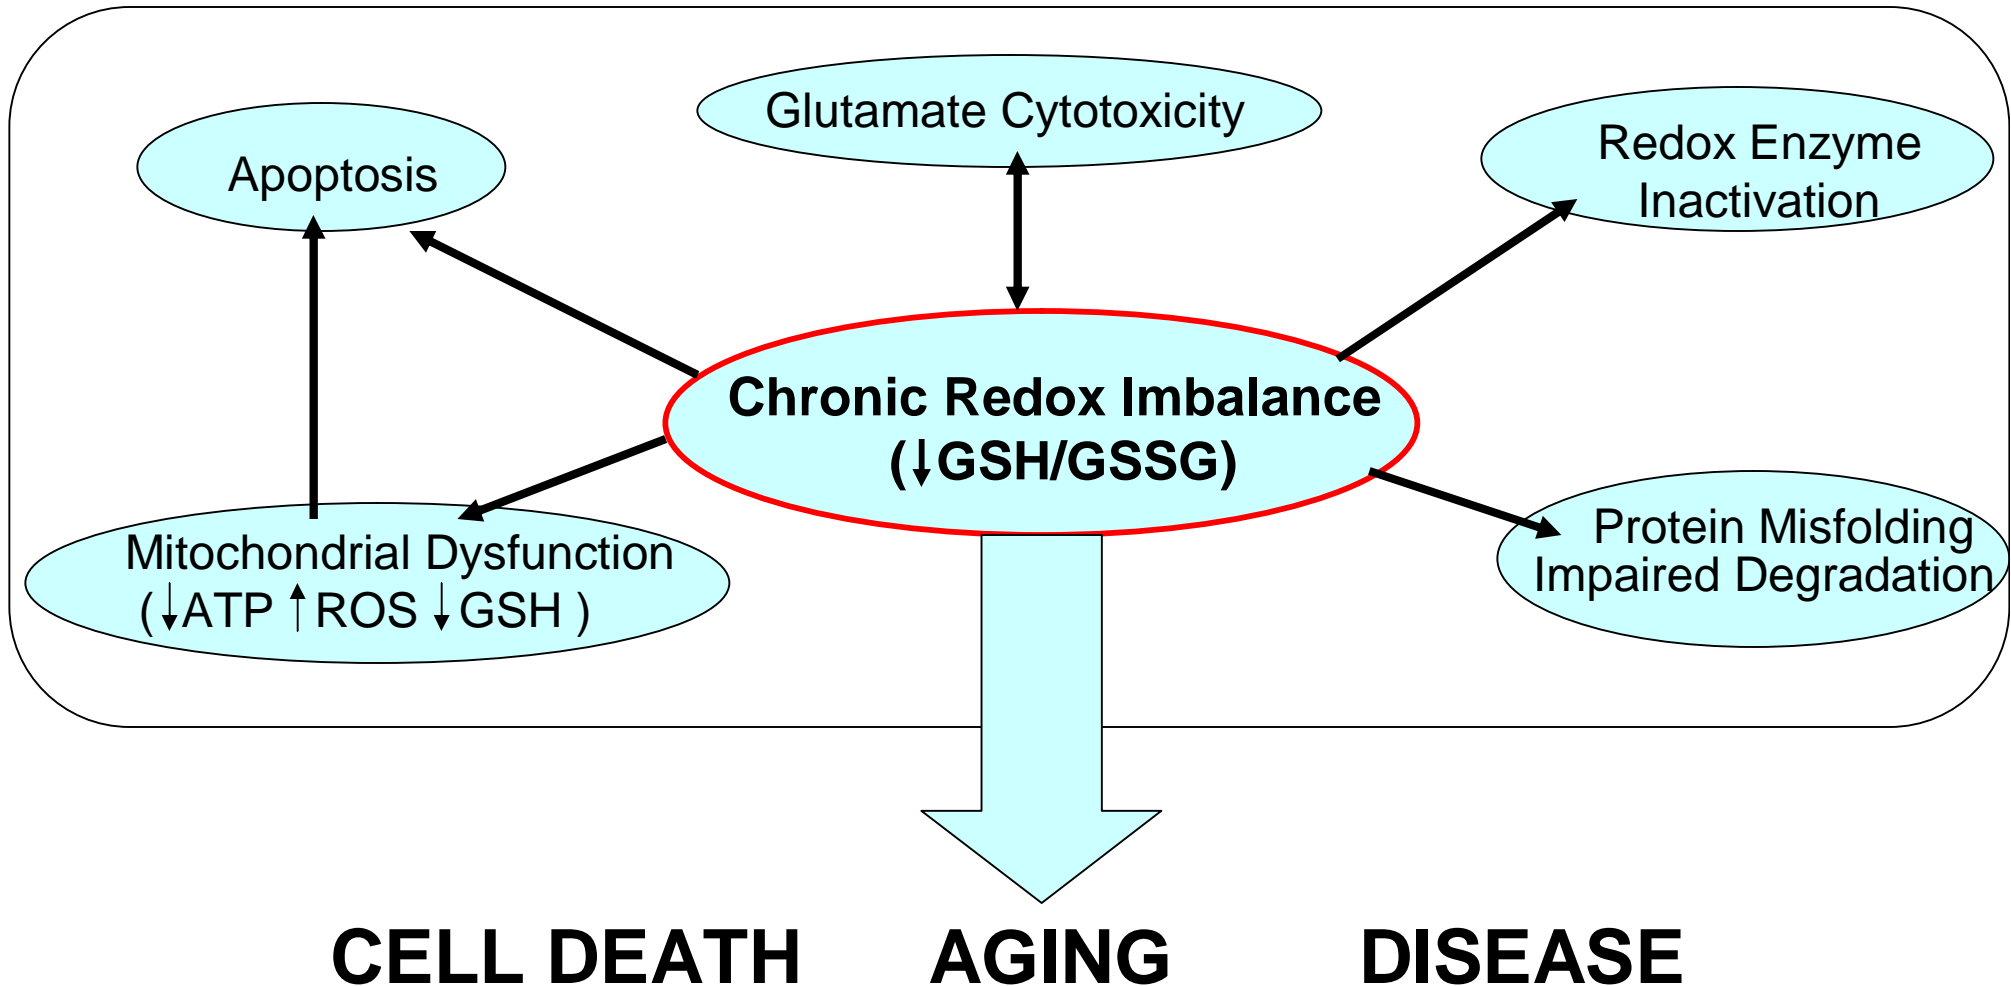 Glutamate Cytotoxicity
Apoptosis
Redox Enzyme
Inactivation
Chronic Redox Imbalance
(↓GSH/GSSG)
Mitochondrial Dysfunction
(↓ATP ↑ROS ↓GSH )
Protein Misfolding
Impaired Degradation
CELL DEATH AGING DISEASE